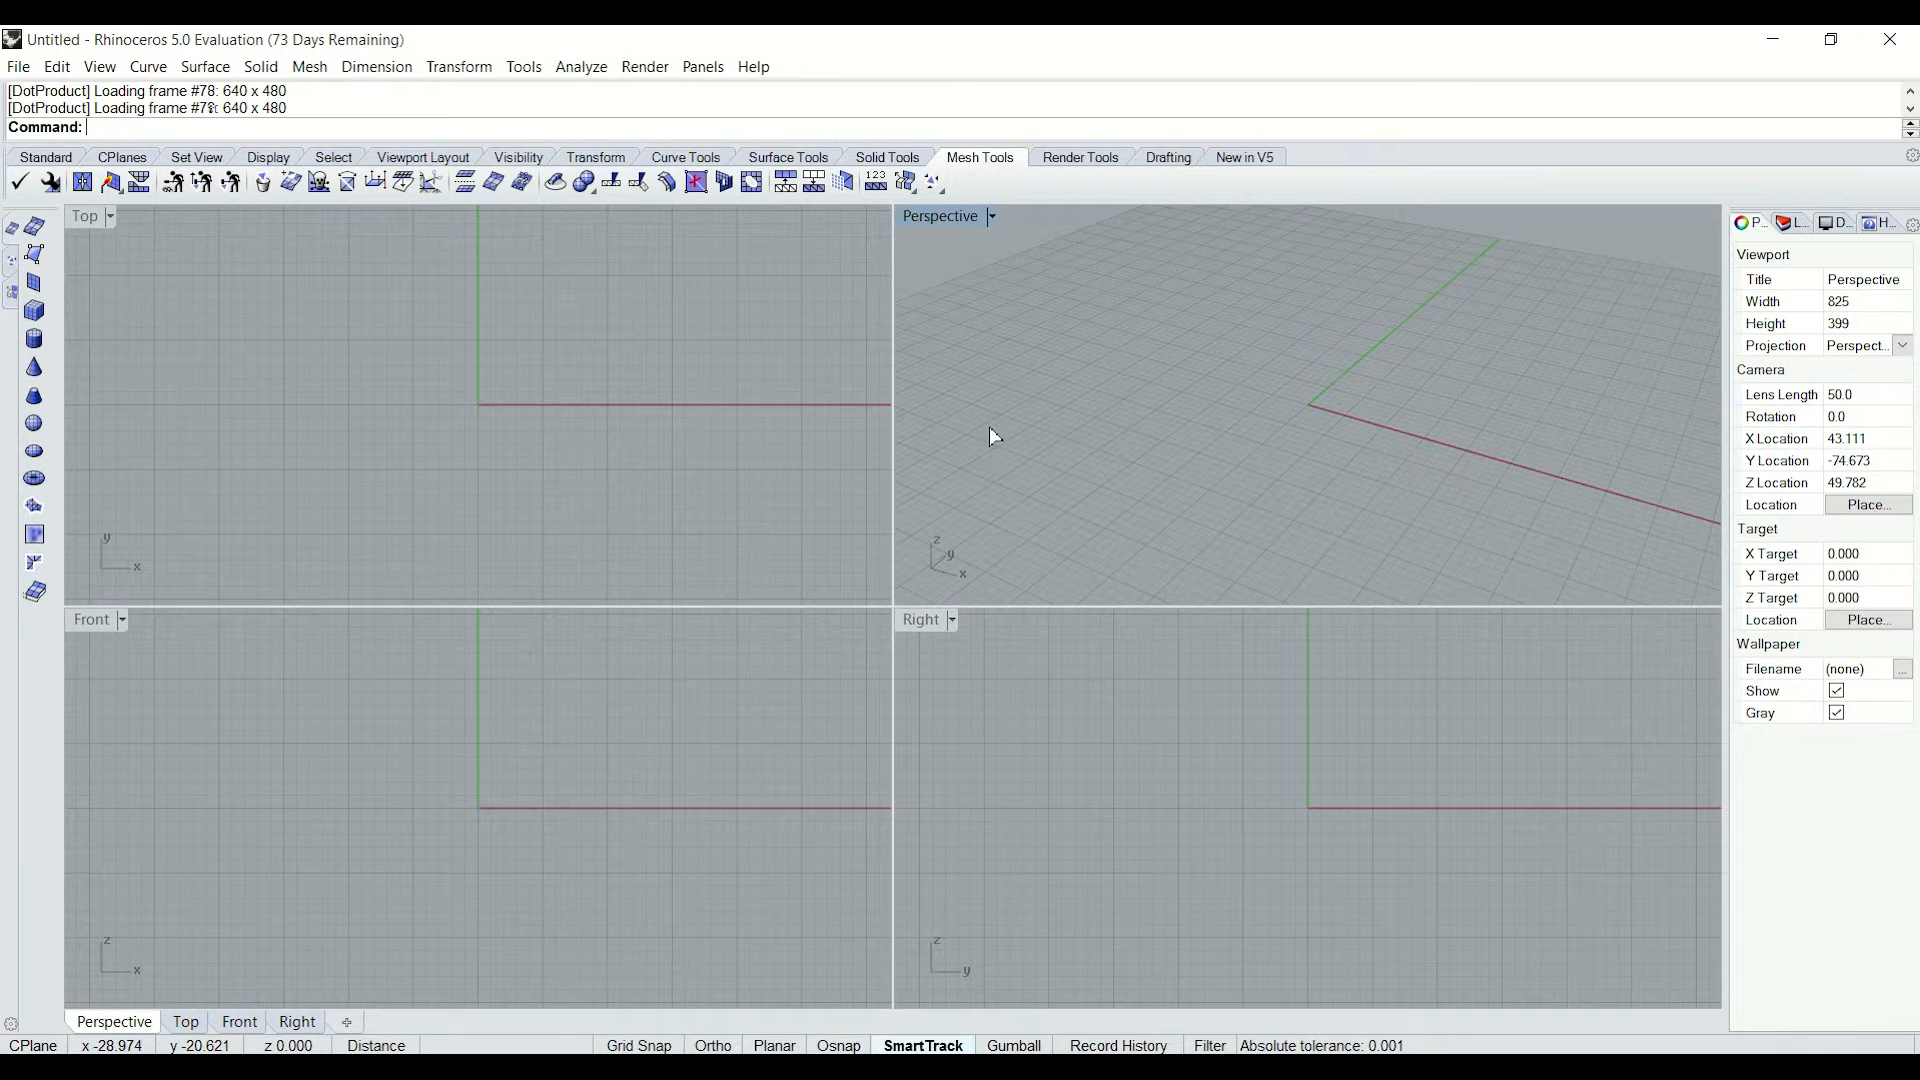 Untitled - Rhinoceros 5.0 Evaluation (73 Days Remaining)
File Edit View Curve Surface Solid Mesh Dimension Transform Tools Analyze Render Panels Help
[DotProduct] Loading frame #78: 640 x 480
[DotProduct] Loading frame 640 x 480
Command:
Standard CPlanes Set View Display Select Viewport Layout Visibility Transform Curve Tools Surface Tools Solid Tools Mesh Tools Render Tools Drafting New in V5
123
Top
y
x
Perspective
z
y
x
Front
z
x
Right
z
y
P... L... D... H...
Viewport
Title Perspective
Width 825
Height 399
Projection Perspect...
Camera
Lens Length 50.0
Rotation 0.0
X Location 43.111
Y Location -74.673
Z Location 49.782
Location Place...
Target
X Target 0.000
Y Target 0.000
Z Target 0.000
Location Place...
Wallpaper
Filename (none) ...
Show
Gray
Perspective Top Front Right
CPlane x -28.974 y -20.621 z 0.000 Distance Grid Snap Ortho Planar Osnap SmartTrack Gumball Record History Filter Absolute tolerance: 0.001